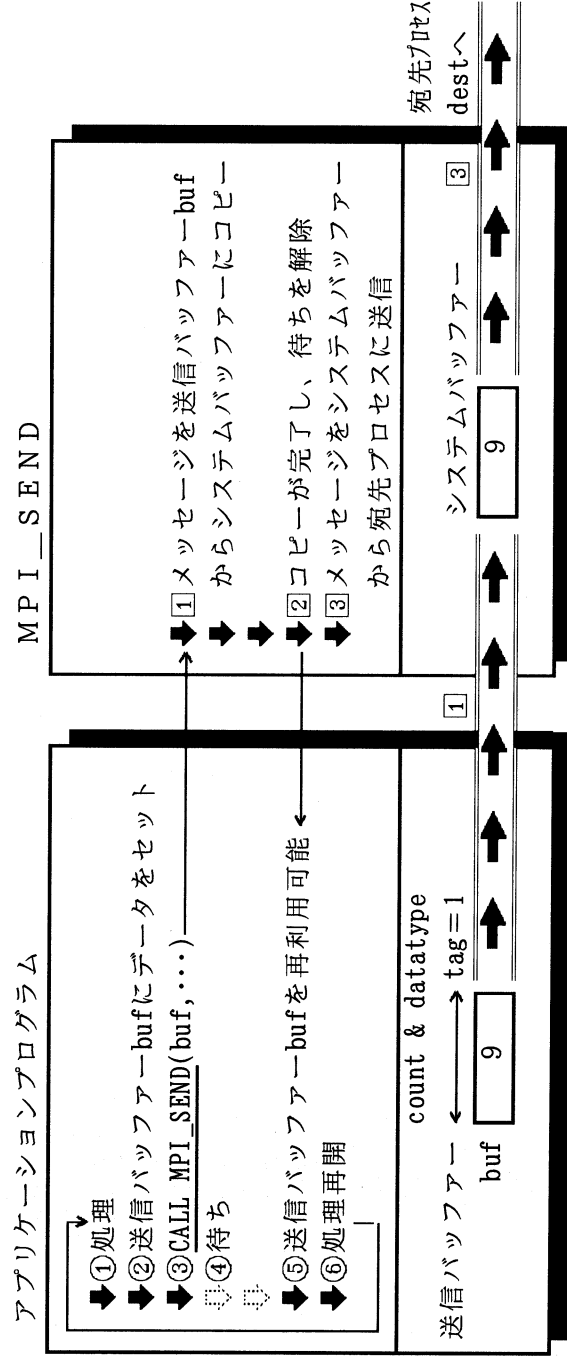 アプリケーションプログラム
①処理
②送信バッファーbufにデータをセット
③CALL MPI_SEND(buf,･･･)
④待ち
⑤送信バッファーbufを再利用可能
⑥処理再開
count & datatype
送信バッファー
tag=1
buf
9
MPI_SEND
1 メッセージを送信バッファーbuf
からシステムバッファーにコピー
2 コピーが完了し、待ちを解除
3 メッセージをシステムバッファー
から宛先プロセスに送信
1
システムバッファー
9
3
宛先プロセス
destへ